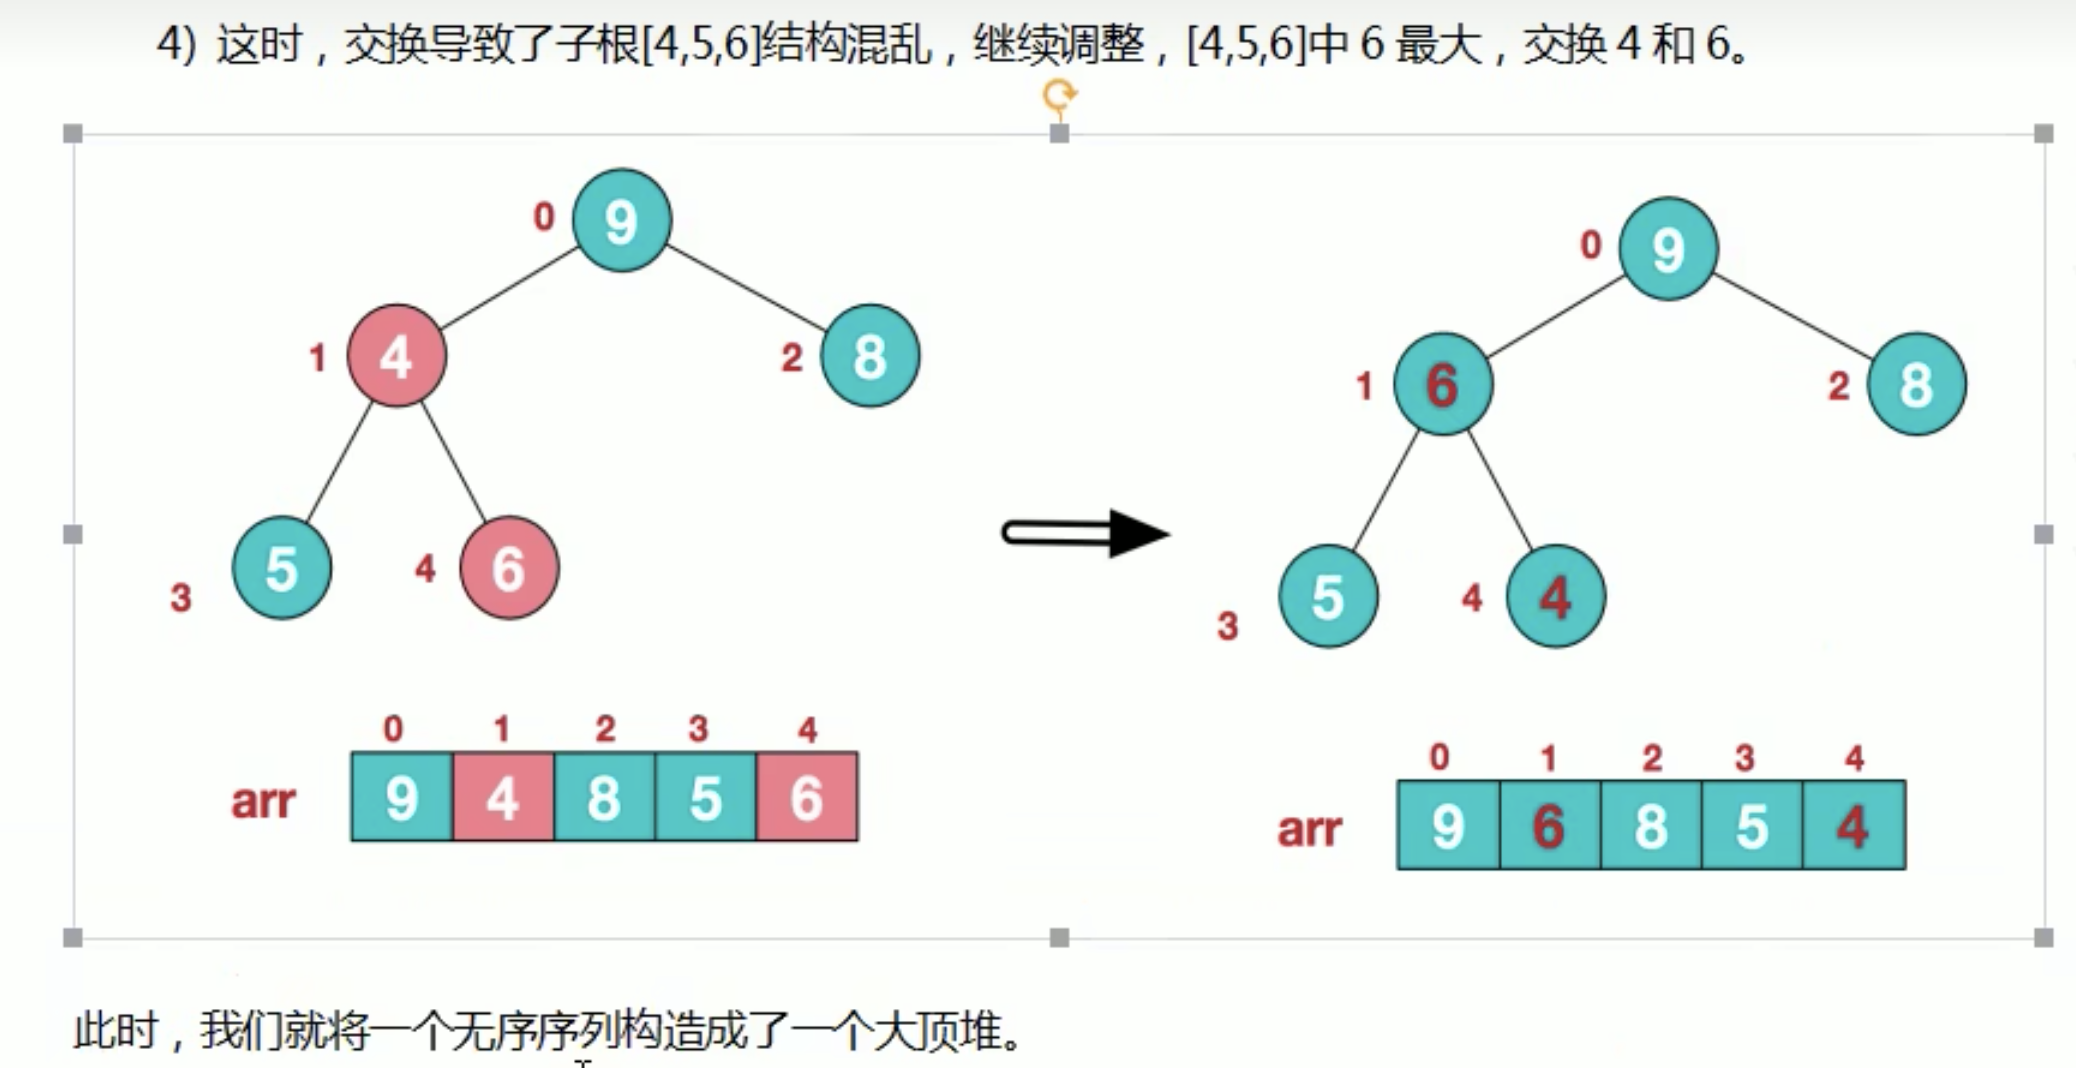 4) 这时，交换导致了子根[4,5,6]结构混乱，继续调整，[4,5,6]中 6 最大，交换 4 和 6。
0 9
1 4 2 8
3 5 4 6
0 1 2 3 4
arr 9 4 8 5 6
0 9
1 6 2 8
3 5 4 4
0 1 2 3 4
arr 9 6 8 5 4
此时，我们就将一个无序序列构造成了一个大顶堆。